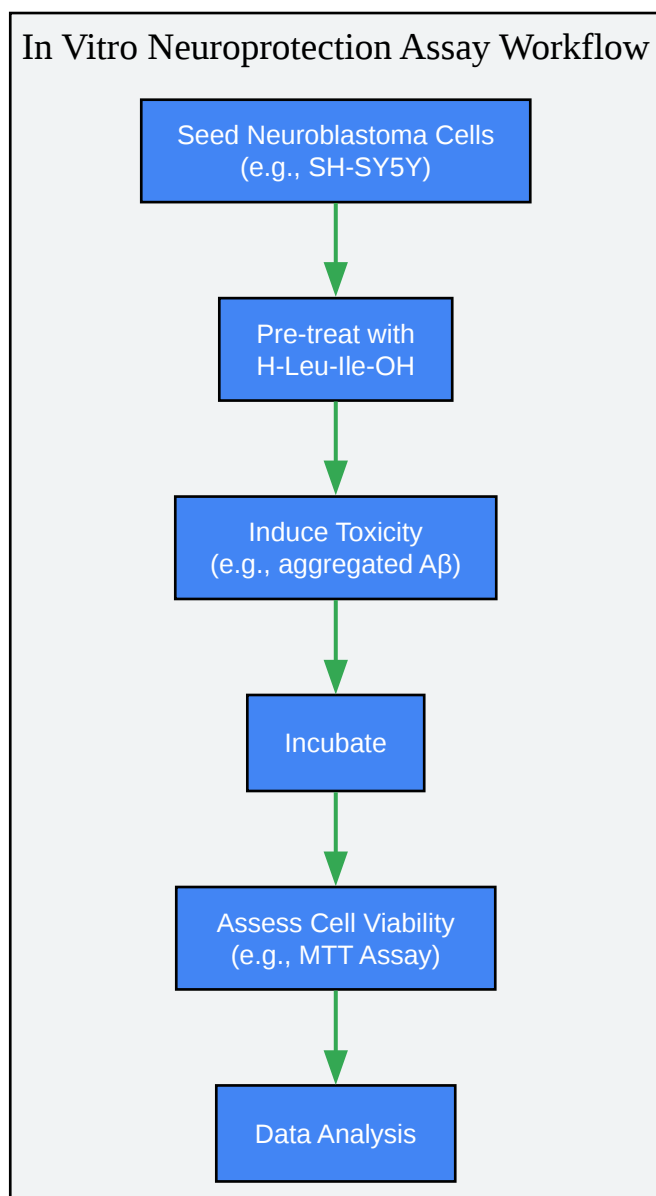 In Vitro Neuroprotection Assay Workflow
Seed Neuroblastoma Cells
(e.g., SH-SY5Y)
Pre-treat with
H-Leu-Ile-OH
Induce Toxicity
(e.g., aggregated Aβ)
Incubate
Assess Cell Viability
(e.g., MTT Assay)
Data Analysis